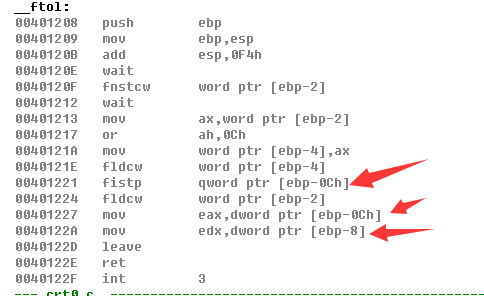 __ftol:
00401208 push ebp
00401209 mov ebp,esp
0040120B add esp,0F4h
0040120E wait
0040120F fnstcw word ptr [ebp-2]
00401212 wait
00401213 mov ax,word ptr [ebp-2]
00401217 or ah,0Ch
0040121A mov word ptr [ebp-4],ax
0040121E fldcw word ptr [ebp-4]
00401221 fistp qword ptr [ebp-0Ch]
00401224 fldcw word ptr [ebp-2]
00401227 mov eax,dword ptr [ebp-0Ch]
0040122A mov edx,dword ptr [ebp-8]
0040122D leave
0040122E ret
0040122F int 3
--- crt0.c